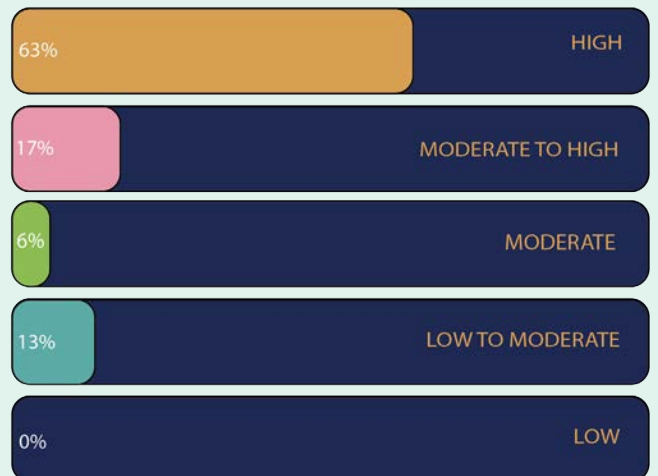 63% HIGH
17% MODERATE TO HIGH
6% MODERATE
13% LOW TO MODERATE
0% LOW